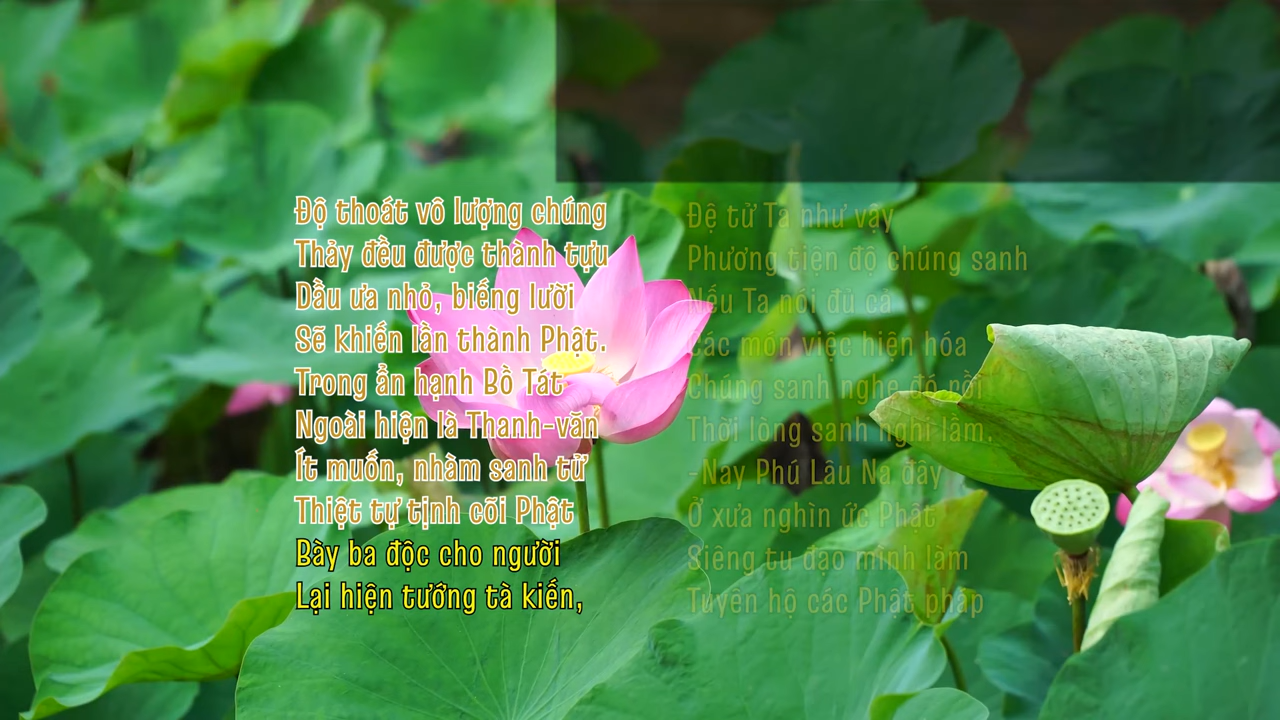 Độ thoát vô lượng chúng
Thảy đều được thành tựu
Dầu ưa nhỏ, biếng lười
Sẽ khiến lần thành Phật.
Trong ẩn hạnh Bồ Tát
Ngoài hiện là Thanh-văn
Ít muốn, nhàm sanh tử
Thiệt tự tịnh cõi Phật
Bày ba độc cho người
Lại hiện tướng tà kiến,
Đệ tử Ta như vậy
Phương tiện độ chúng sanh
Nếu Ta nói đủ cả
Các món việc hiện hóa
Chúng sanh nghe đó rồi
Thời lòng sanh nghi lầm.
-Nay Phú Lâu Na đây
Ở xưa nghìn ức Phật
Siêng tu đạo mình làm
Tuyên hộ các Phật pháp